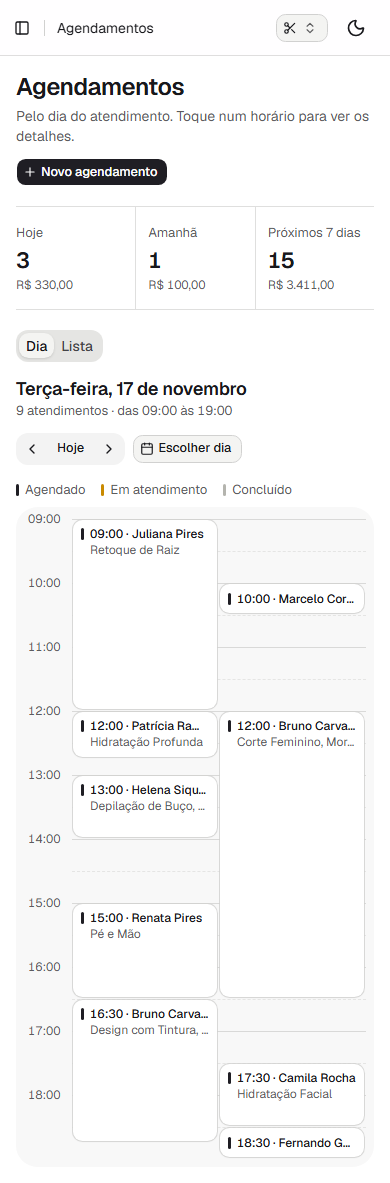 Agendamentos
Agendamentos
Pelo dia do atendimento. Toque num horário para ver os
detalhes.
+ Novo agendamento
Hoje
3
R$ 330,00
Amanhã
1
R$ 100,00
Próximos 7 dias
15
R$ 3.411,00
Dia
Lista
Terça-feira, 17 de novembro
9 atendimentos · das 09:00 às 19:00
Hoje
Escolher dia
Agendado
Em atendimento
Concluído
09:00
09:00 · Juliana Pires
Retoque de Raiz
10:00
10:00 · Marcelo Cor...
11:00
12:00
12:00 · Patrícia Ra...
Hidratação Profunda
12:00 · Bruno Carva...
Corte Feminino, Mor...
13:00
13:00 · Helena Siqu...
Depilação de Buço, ...
14:00
15:00
15:00 · Renata Pires
Pé e Mão
16:00
16:30 · Bruno Carva...
Design com Tintura, ...
17:00
17:30 · Camila Rocha
Hidratação Facial
18:00
18:30 · Fernando G...